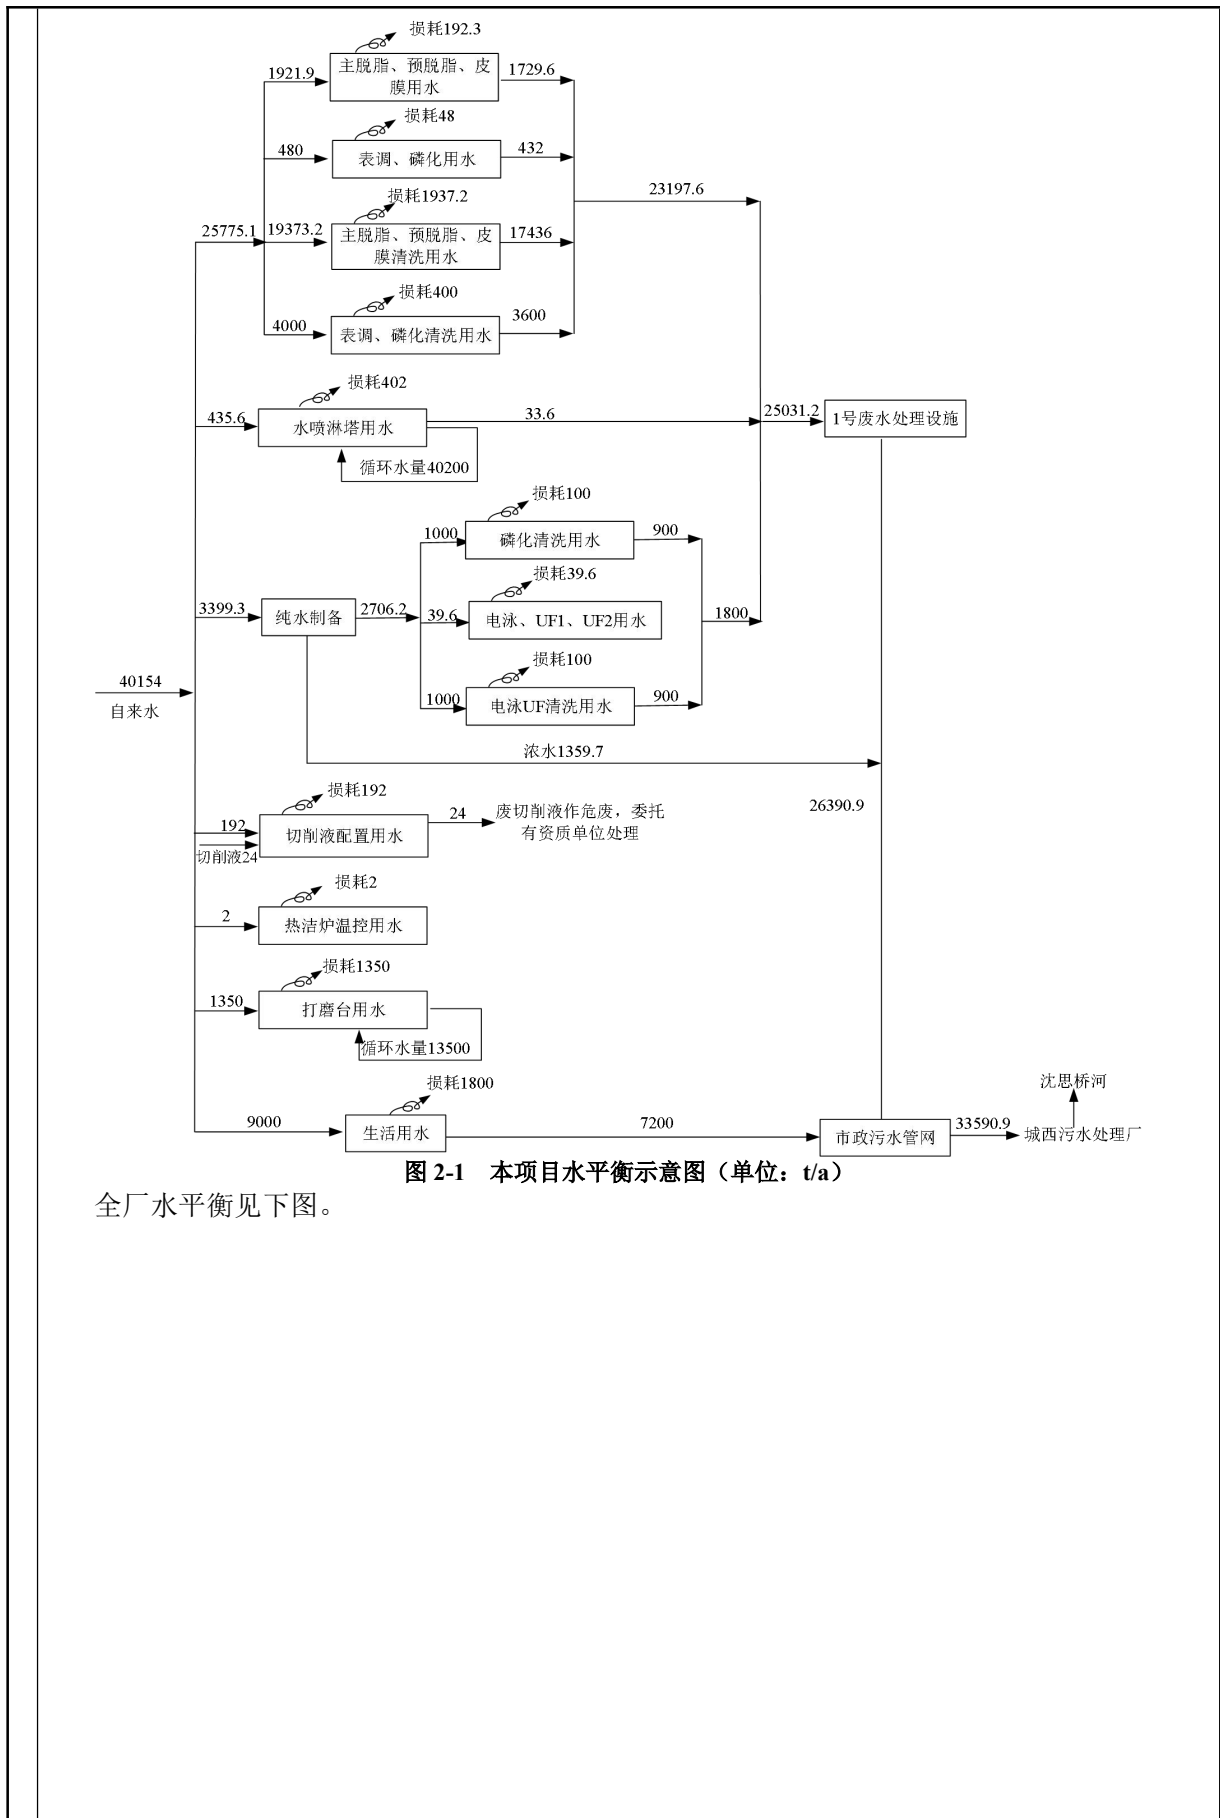 损耗192.3
1921.9
主脱脂、预脱脂、皮
膜用水
1729.6
损耗48
480
表调、磷化用水
432
损耗1937.2
23197.6
25775.1
19373.2
主脱脂、预脱脂、皮
膜清洗用水
17436
损耗400
4000
表调、磷化清洗用水
3600
损耗402
435.6
水喷淋塔用水
33.6
25031.2
1号废水处理设施
循环水量40200
损耗100
1000
磷化清洗用水
900
损耗39.6
3399.3
纯水制备
2706.2
39.6
电泳、UF1、UF2用水
1800
损耗100
1000
电泳UF清洗用水
900
40154
自来水
浓水1359.7
26390.9
损耗192
192
切削液24
切削液配置用水
24
废切削液作危废，委托
有资质单位处理
损耗2
2
热洁炉温控用水
损耗1350
1350
打磨台用水
循环水量13500
损耗1800
9000
生活用水
7200
市政污水管网
33590.9
城西污水处理厂
沈思桥河
图 2-1 本项目水平衡示意图（单位：t/a）
全厂水平衡见下图。